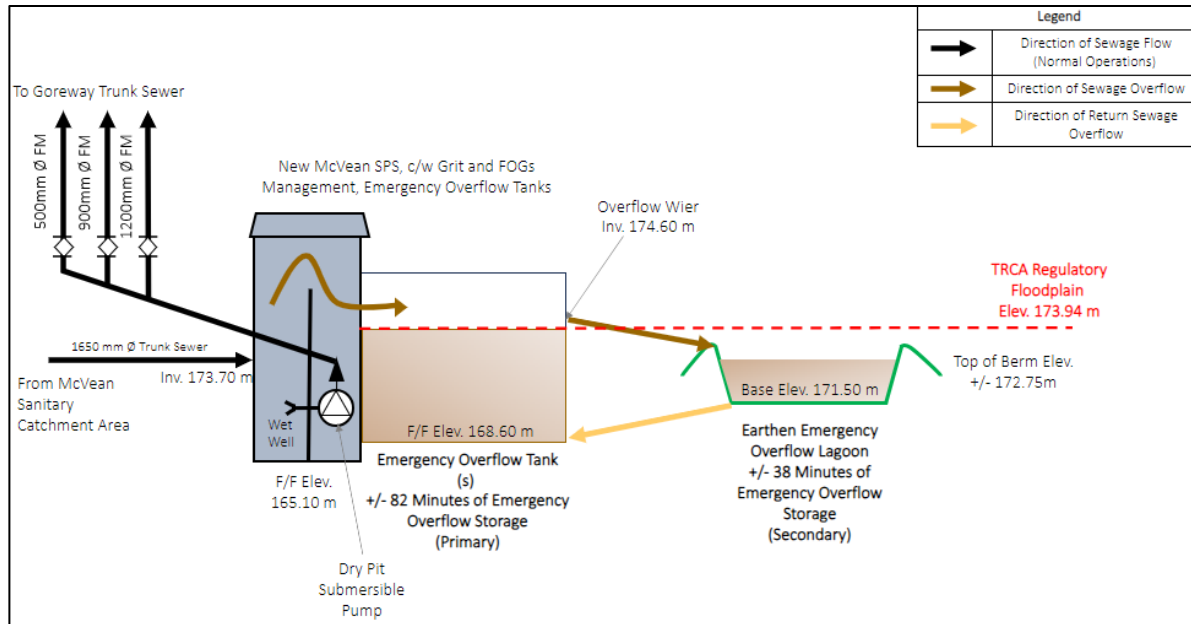 Legend
Direction of Sewage Flow
(Normal Operations)
Direction of Sewage Overflow
Direction of Return Sewage
Overflow
To Goreway Trunk Sewer
500mm Ø FM
900mm Ø FM
1200mm Ø FM
New McVean SPS, c/w Grit and FOGs
Management, Emergency Overflow Tanks
Overflow Wier
Inv. 174.60 m
TRCA Regulatory
Floodplain
Elev. 173.94 m
1650 mm Ø Trunk Sewer
Inv. 173.70 m
From McVean
Sanitary
Catchment Area
Top of Berm Elev.
+/- 172.75m
Base Elev. 171.50 m
Wet
Well
F/F Elev. 168.60 m
F/F Elev.
165.10 m
Emergency Overflow Tank
(s)
+/- 82 Minutes of Emergency
Overflow Storage
(Primary)
Earthen Emergency
Overflow Lagoon
+/- 38 Minutes of
Emergency Overflow
Storage
(Secondary)
Dry Pit
Submersible
Pump